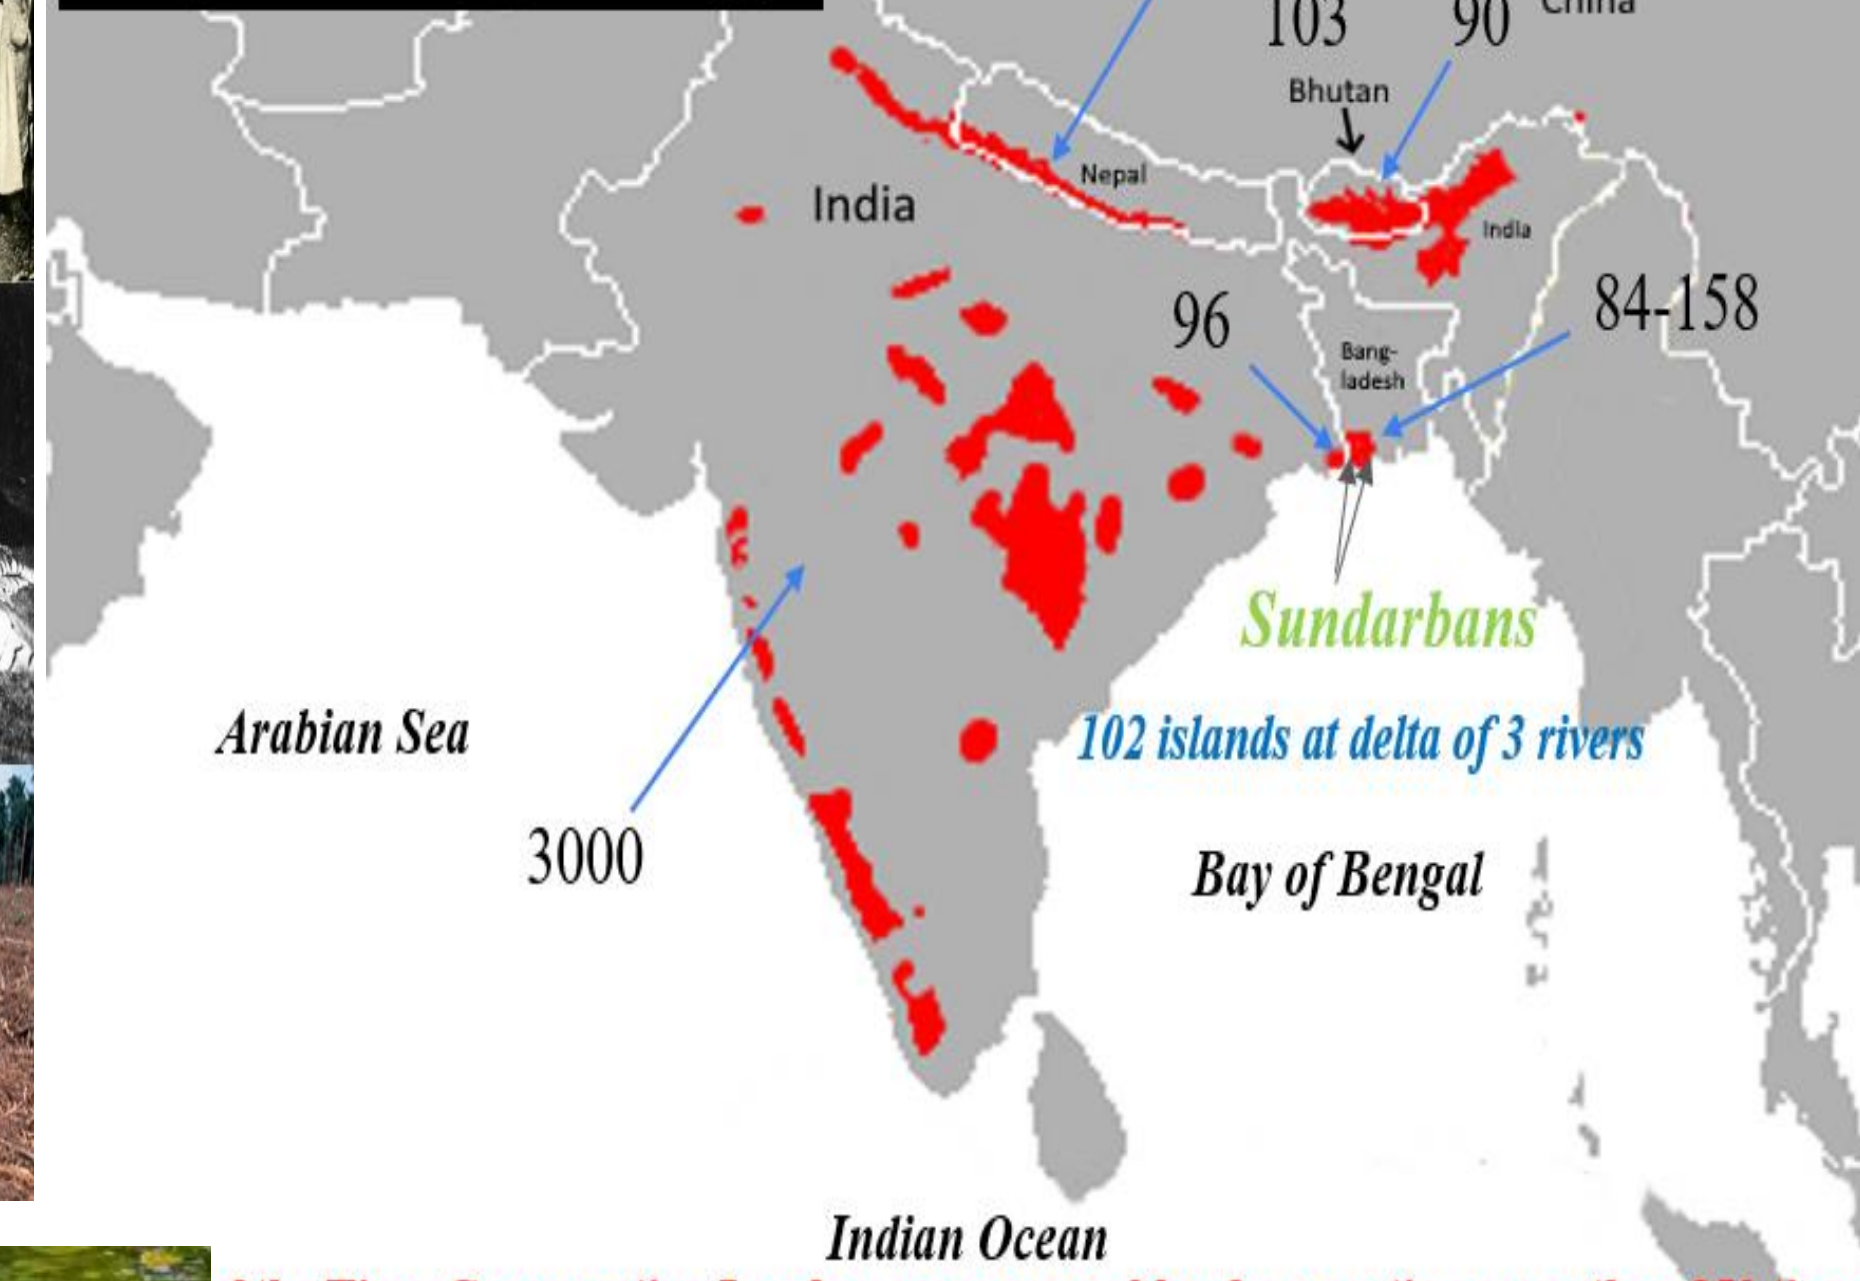 China
103
90
Bhutan
Nepal
India
India
84-158
96
Bang-
ladesh
Sundarbans
Arabian Sea
102 islands at delta of 3 rivers
3000
Bay of Bengal
Indian Ocean